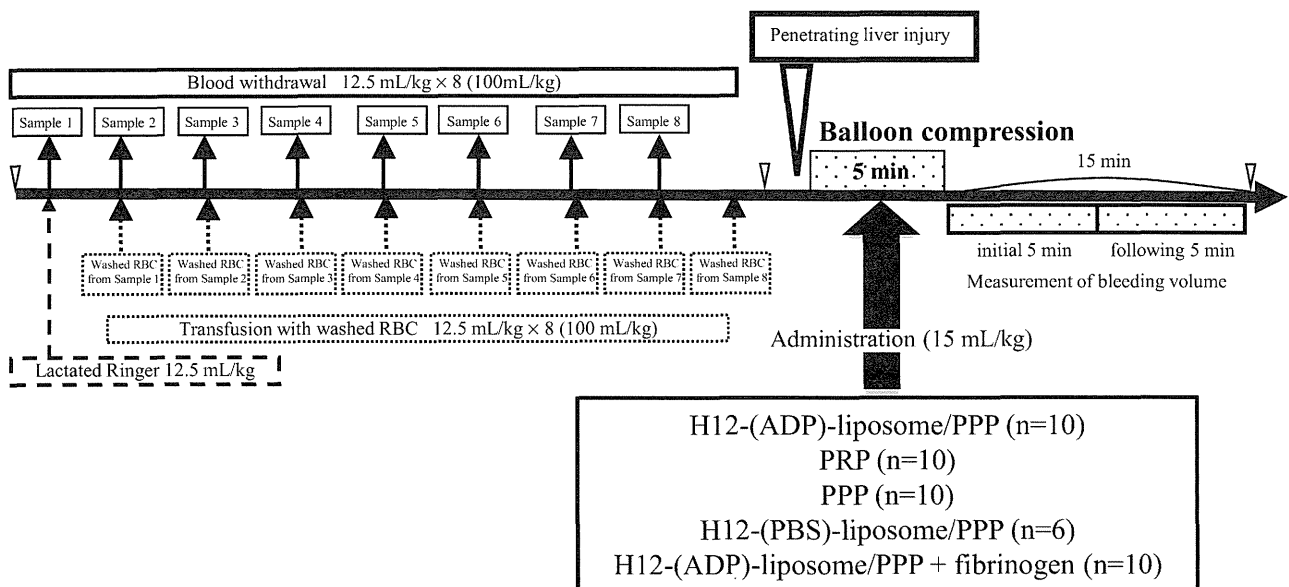 Penetrating liver injury
Blood withdrawal 12.5 mL/kg × 8 (100mL/kg)
Sample 1
Sample 2
Sample 3
Sample 4
Sample 5
Sample 6
Sample 7
Sample 8
Balloon compression
5 min
15 min
Washed RBC
from Sample 1
Washed RBC
from Sample 2
Washed RBC
from Sample 3
Washed RBC
from Sample 4
Washed RBC
from Sample 5
Washed RBC
from Sample 6
Washed RBC
from Sample 7
Washed RBC
from Sample 8
initial 5 min
following 5 min
Measurement of bleeding volume
Transfusion with washed RBC 12.5 mL/kg × 8 (100 mL/kg)
Lactated Ringer 12.5 mL/kg
Administration (15 mL/kg)
H12-(ADP)-liposome/PPP (n=10)
PRP (n=10)
PPP (n=10)
H12-(PBS)-liposome/PPP (n=6)
H12-(ADP)-liposome/PPP + fibrinogen (n=10)